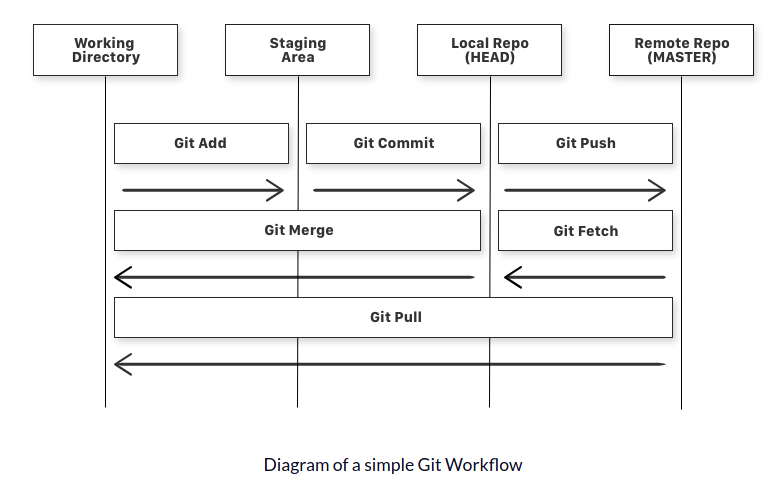 Working
Directory
Staging
Area
Local Repo
(HEAD)
Remote Repo
(MASTER)
Git Add
Git Commit
Git Push
Git Merge
Git Fetch
Git Pull
Diagram of a simple Git Workflow